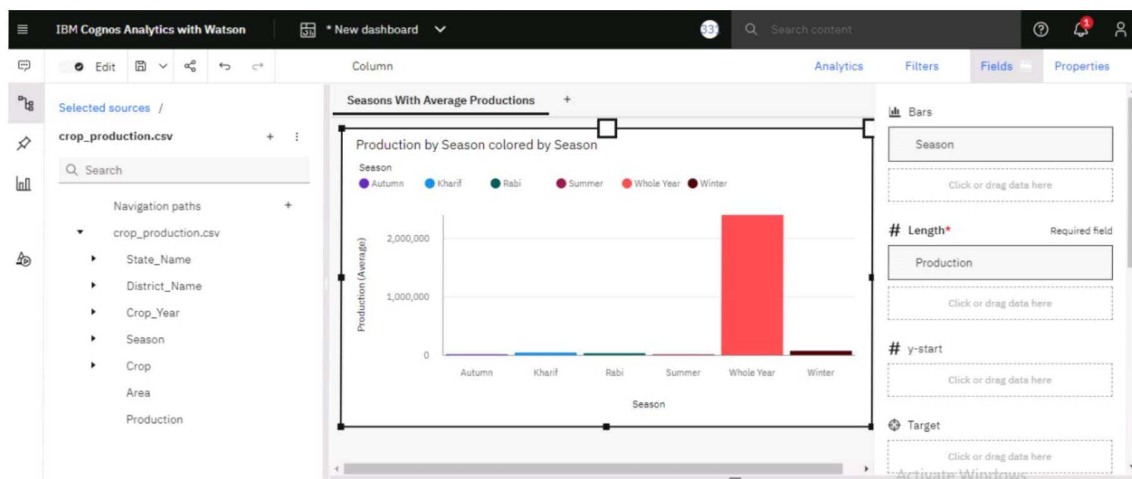 IBM Cognos Analytics with Watson
* New dashboard
331
Search content
1
Edit
Column
Analytics
Filters
Fields
Properties
Selected sources /
crop_production.csv
Search
Navigation paths
crop_production.csv
State_Name
District_Name
Crop_Year
Season
Crop
Area
Production
Seasons With Average Productions
Production by Season colored by Season
Season
Autumn Kharif Rabi Summer Whole Year Winter
Production (Average)
2,000,000
1,000,000
0
Autumn Kharif Rabi Summer Whole Year Winter
Season
Bars
Season
Click or drag data here
# Length* Required field
Production
Click or drag data here
# y-start
Click or drag data here
Target
Click or drag data here
Activate Windows